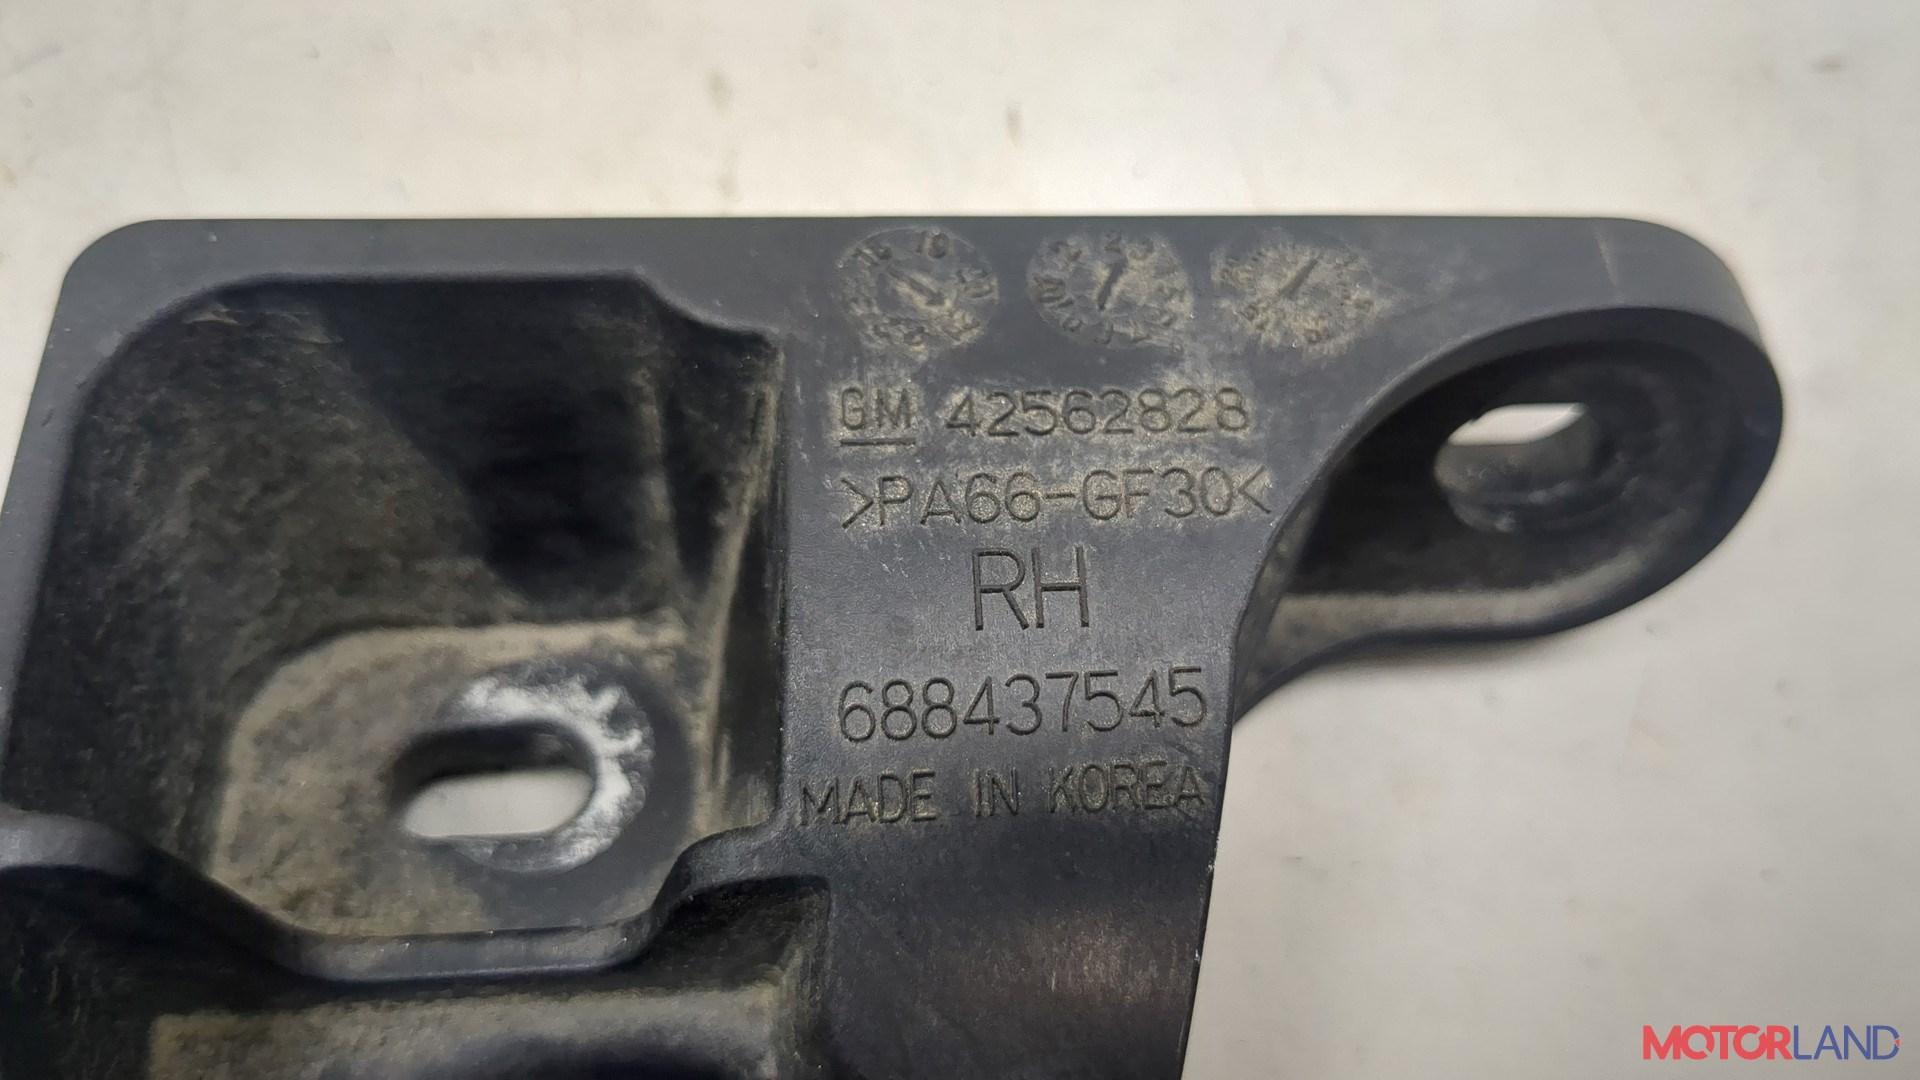 GM 42562828
>PA66-GF30<
RH
688437545
MADE IN KOREA
MOTORLAND